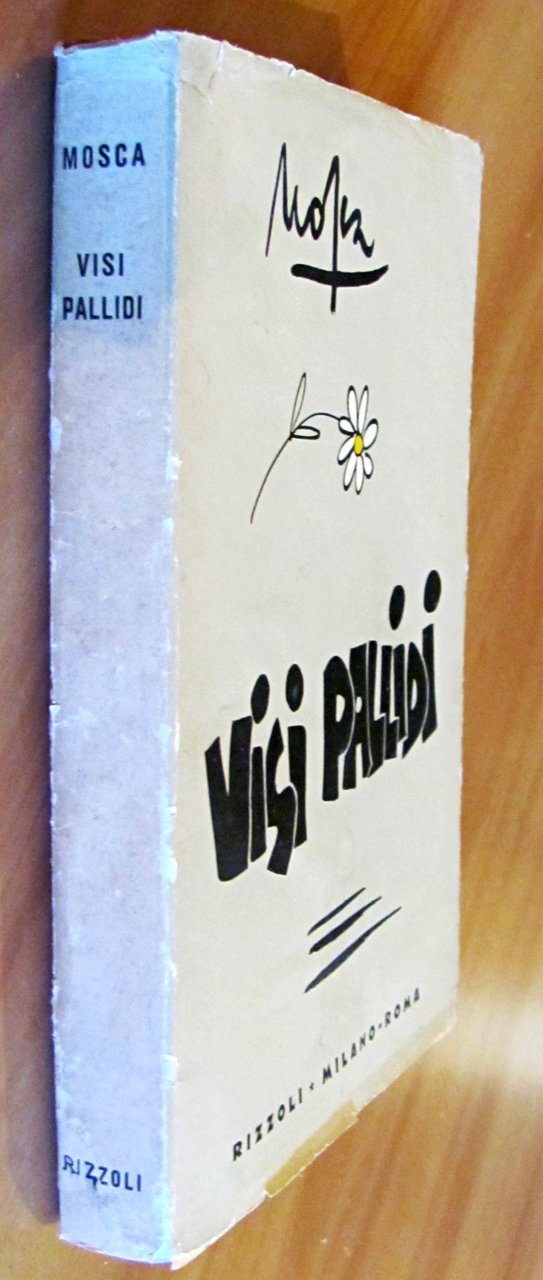 MOSCA
VISI
PALLIDI
RIZZOLI
Mosca
ViSi PALLiDi
RIZZOLI • MILANO-ROMA